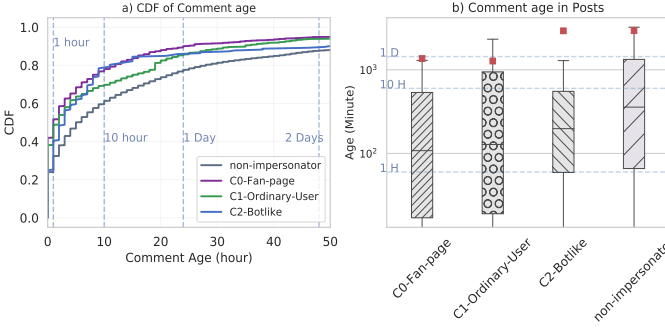 a) CDF of Comment age
1.0
0.8
0.6
0.4
0.2
0.0
CDF
1 hour
10 hour
1 Day
2 Days
non-impersonator
C0-Fan-page
C1-Ordinary-User
C2-Botlike
0
10
20
30
40
50
Comment Age (hour)
b) Comment age in Posts
Age (Minute)
10³
10²
1 D
10 H
1 H
C0-Fan-page
C1-Ordinary-User
C2-Botlike
non-impersonato